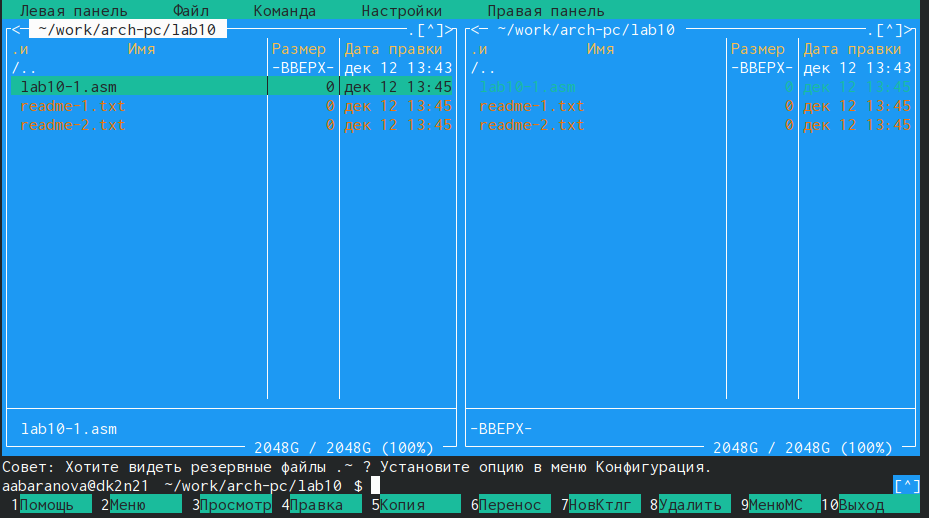 Левая панель Файл Команда Настройки Правая панель
<─ ~/work/arch-pc/lab10 .[^]> <─ ~/work/arch-pc/lab10 .[^]>
.и Имя Размер Дата правки .и Имя Размер Дата правки
/.. -ВВЕРХ- дек 12 13:43 /.. -ВВЕРХ- дек 12 13:43
lab10-1.asm 0 дек 12 13:45 lab10-1.asm 0 дек 12 13:45
readme-1.txt 0 дек 12 13:45 readme-1.txt 0 дек 12 13:45
readme-2.txt 0 дек 12 13:45 readme-2.txt 0 дек 12 13:45
lab10-1.asm -ВВЕРХ-
2048G / 2048G (100%) 2048G / 2048G (100%)
Совет: Хотите видеть резервные файлы .~ ? Установите опцию в меню Конфигурация.
aabaranova@dk2n21 ~/work/arch-pc/lab10 $ [^]
1Помощь 2Меню 3Просмотр 4Правка 5Копия 6Перенос 7НовКтлг 8Удалить 9МенюMC 10Выход